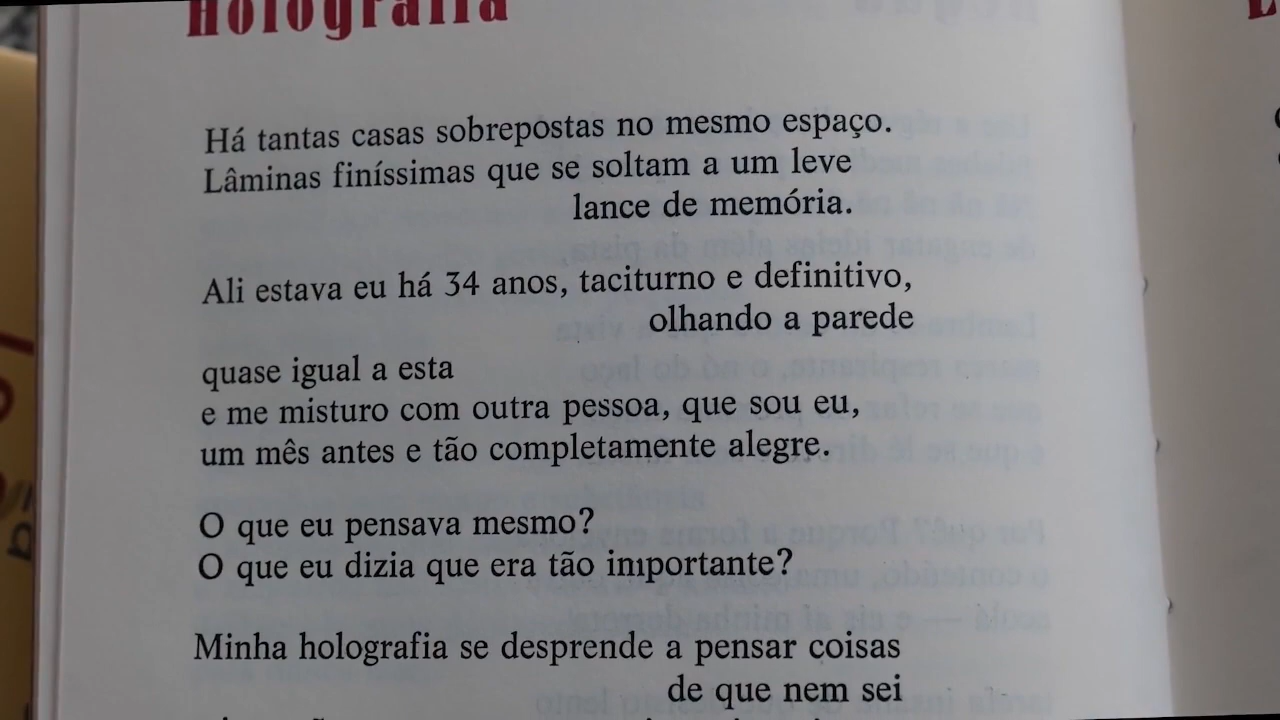 Holografia
Há tantas casas sobrepostas no mesmo espaço.
Lâminas finíssimas que se soltam a um leve
lance de memória.
Ali estava eu há 34 anos, taciturno e definitivo,
olhando a parede
quase igual a esta
e me misturo com outra pessoa, que sou eu,
um mês antes e tão completamente alegre.
O que eu pensava mesmo?
O que eu dizia que era tão importante?
Minha holografia se desprende a pensar coisas
de que nem sei